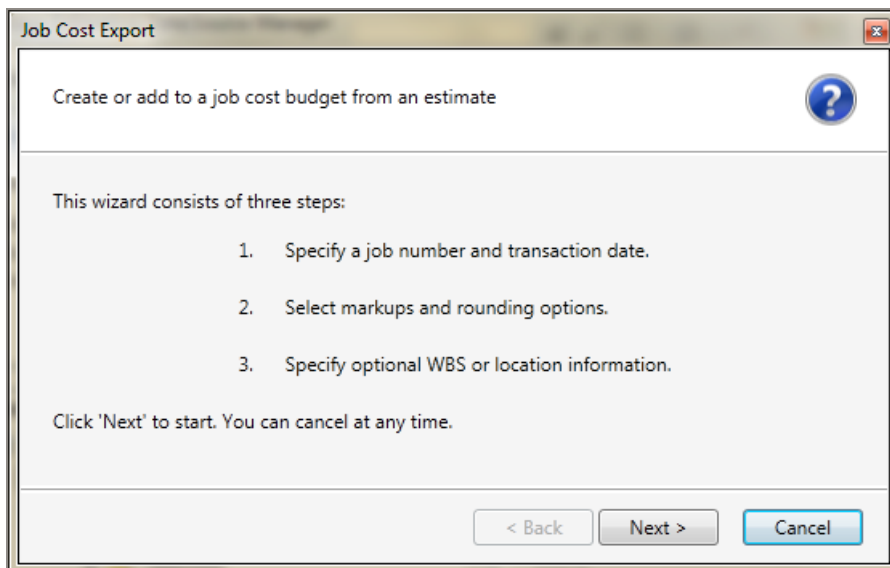 Job Cost Export
Create or add to a job cost budget from an estimate
This wizard consists of three steps:
1. Specify a job number and transaction date.
2. Select markups and rounding options.
3. Specify optional WBS or location information.
Click 'Next' to start. You can cancel at any time.
< Back Next > Cancel